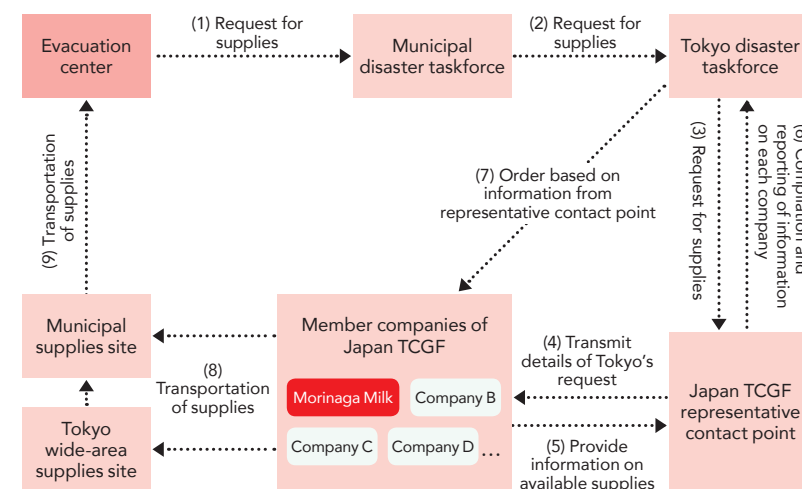 Evacuation
center
(1) Request for
supplies
Municipal
disaster taskforce
(2) Request for
supplies
Tokyo disaster
taskforce
(3) Request for supplies
(6) Compilation and
reporting of information
on each company
(7) Order based on
information from
representative contact point
(9) Transportation
of supplies
Municipal
supplies site
Member companies of
Japan TCGF
Morinaga Milk
Company B
Company C
Company D
...
(4) Transmit
details of Tokyo's
request
Japan TCGF
representative
contact point
(8)
Transportation
of supplies
Tokyo
wide-area
supplies site
(5) Provide
information on
available supplies